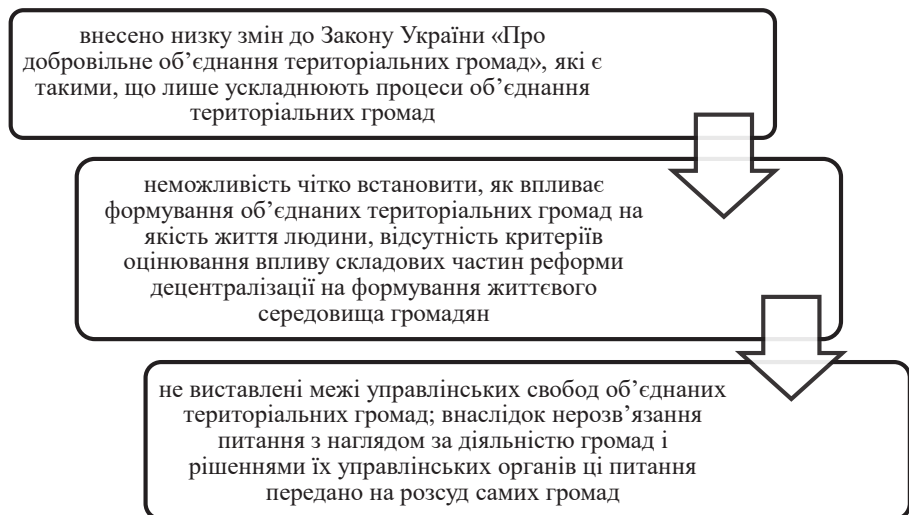 внесено низку змін до Закону України «Про
добровільне об’єднання територіальних громад», які є
такими, що лише ускладнюють процеси об’єднання
територіальних громад
неможливість чітко встановити, як впливає
формування об’єднаних територіальних громад на
якість життя людини, відсутність критеріїв
оцінювання впливу складових частин реформи
децентралізації на формування життєвого
середовища громадян
не виставлені межі управлінських свобод об’єднаних
територіальних громад; внаслідок нерозв’язання
питання з наглядом за діяльністю громад і
рішеннями їх управлінських органів ці питання
передано на розсуд самих громад